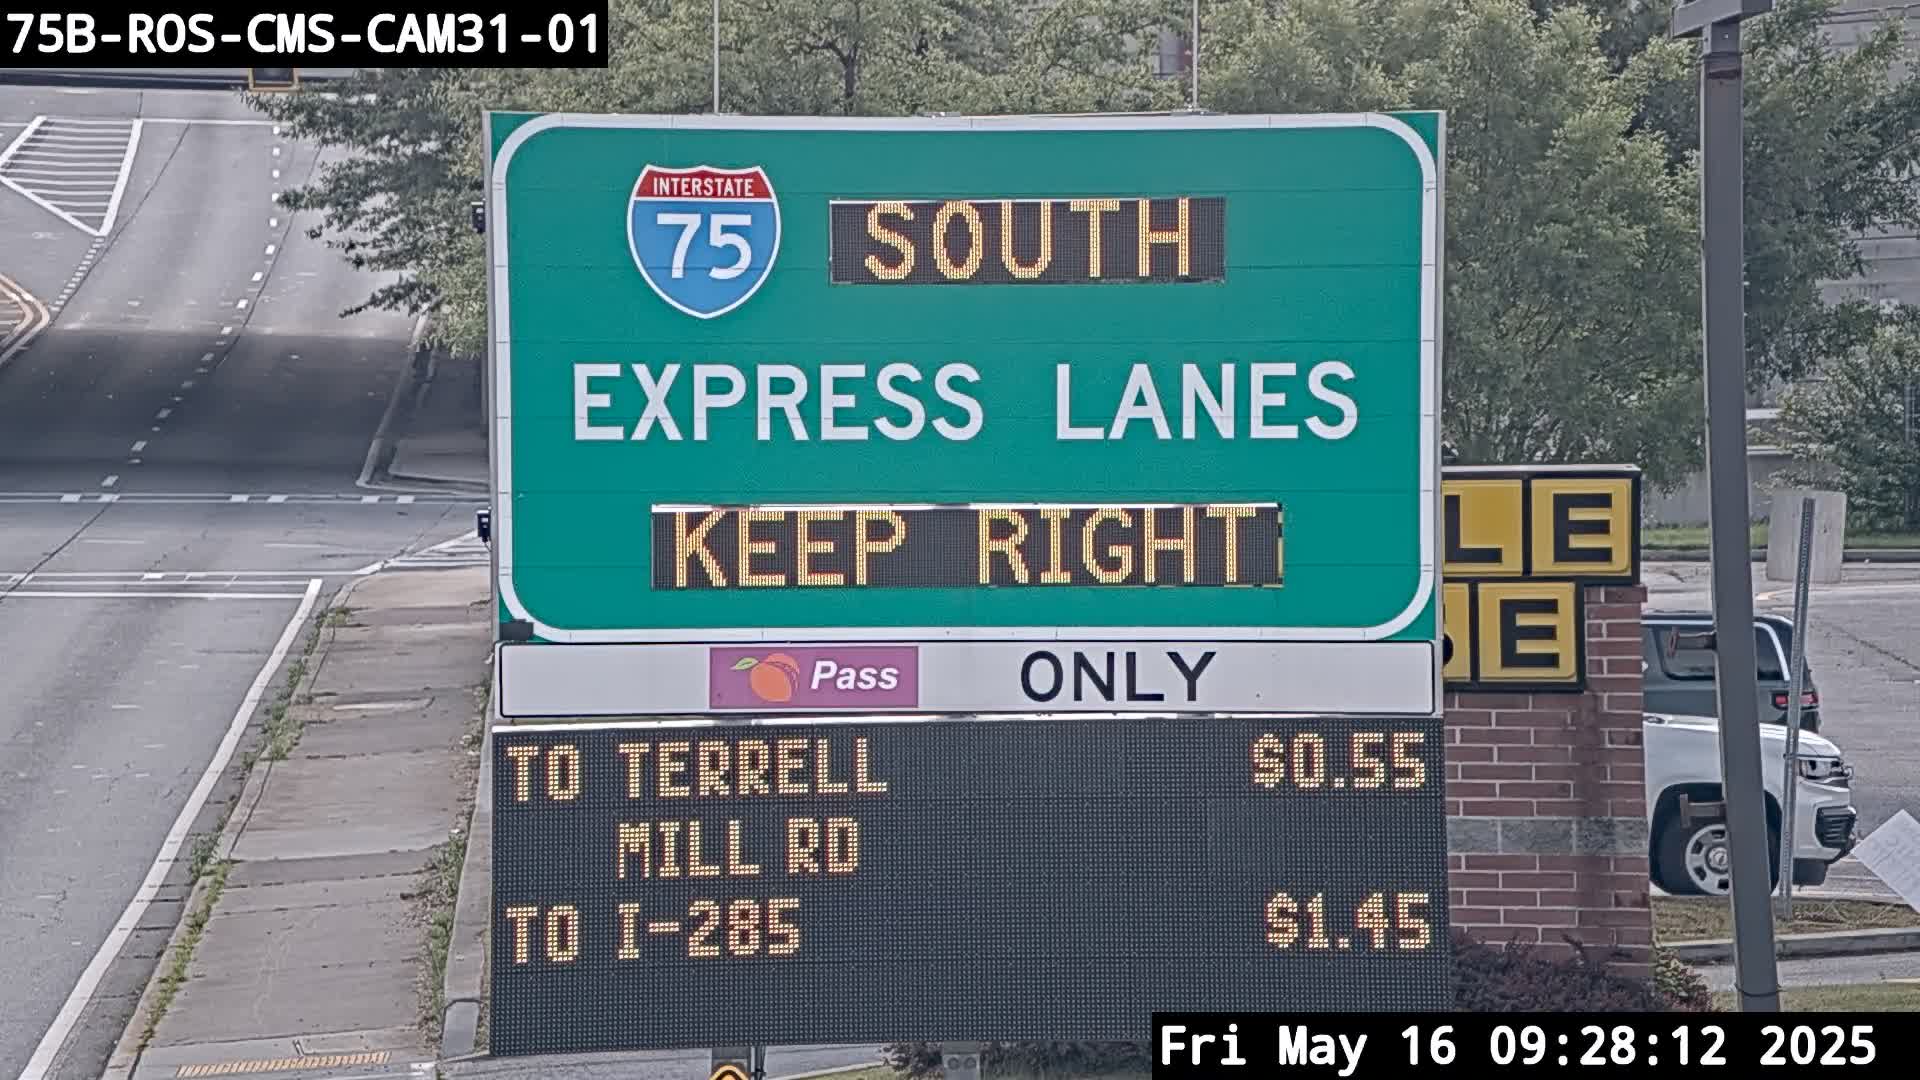 75B-ROS-CMS-CAM31-01
INTERSTATE
75
SOUTH
EXPRESS LANES
KEEP RIGHT
Pass ONLY
TO TERRELL $0.55
MILL RD
TO I-285 $1.45
LE
E
Fri May 16 09:28:12 2025